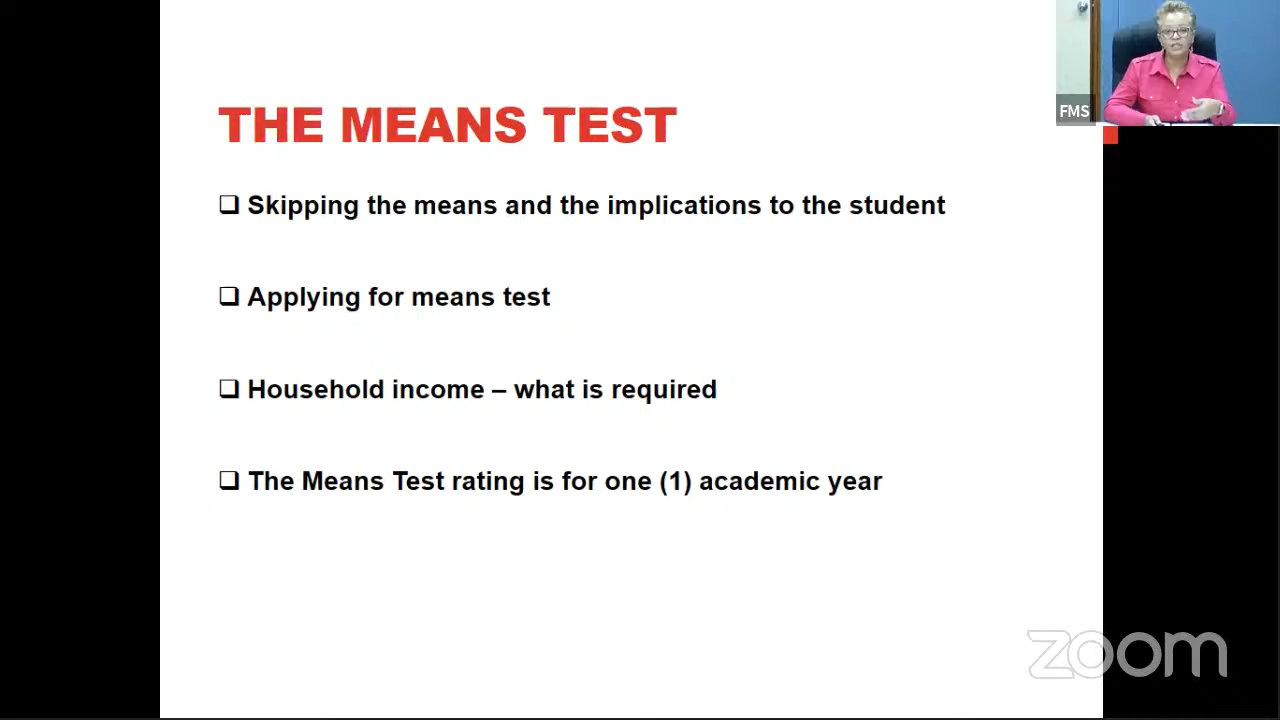 FMS
THE MEANS TEST
Skipping the means and the implications to the student
Applying for means test
Household income – what is required
The Means Test rating is for one (1) academic year
zoom